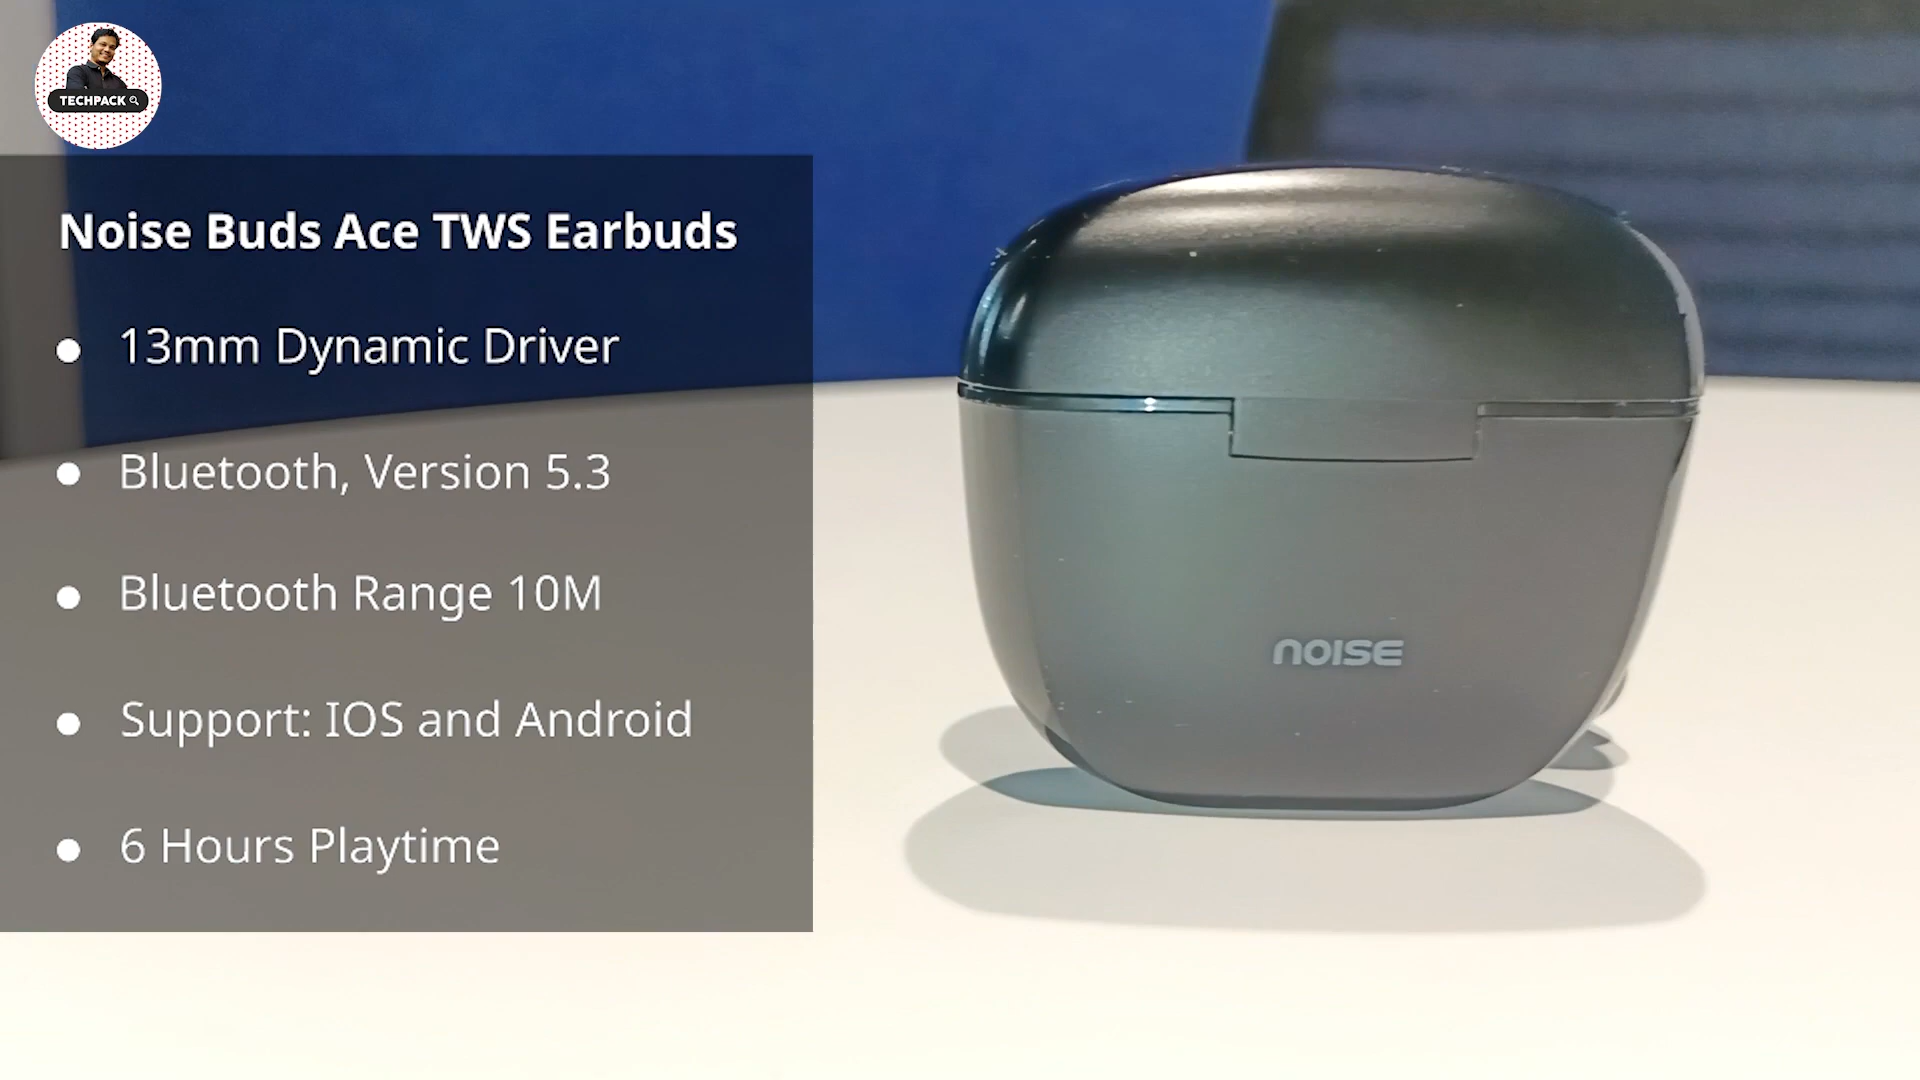 TECHPACK
Noise Buds Ace TWS Earbuds
13mm Dynamic Driver
Bluetooth, Version 5.3
Bluetooth Range 10M
Support: IOS and Android
6 Hours Playtime
NOISE